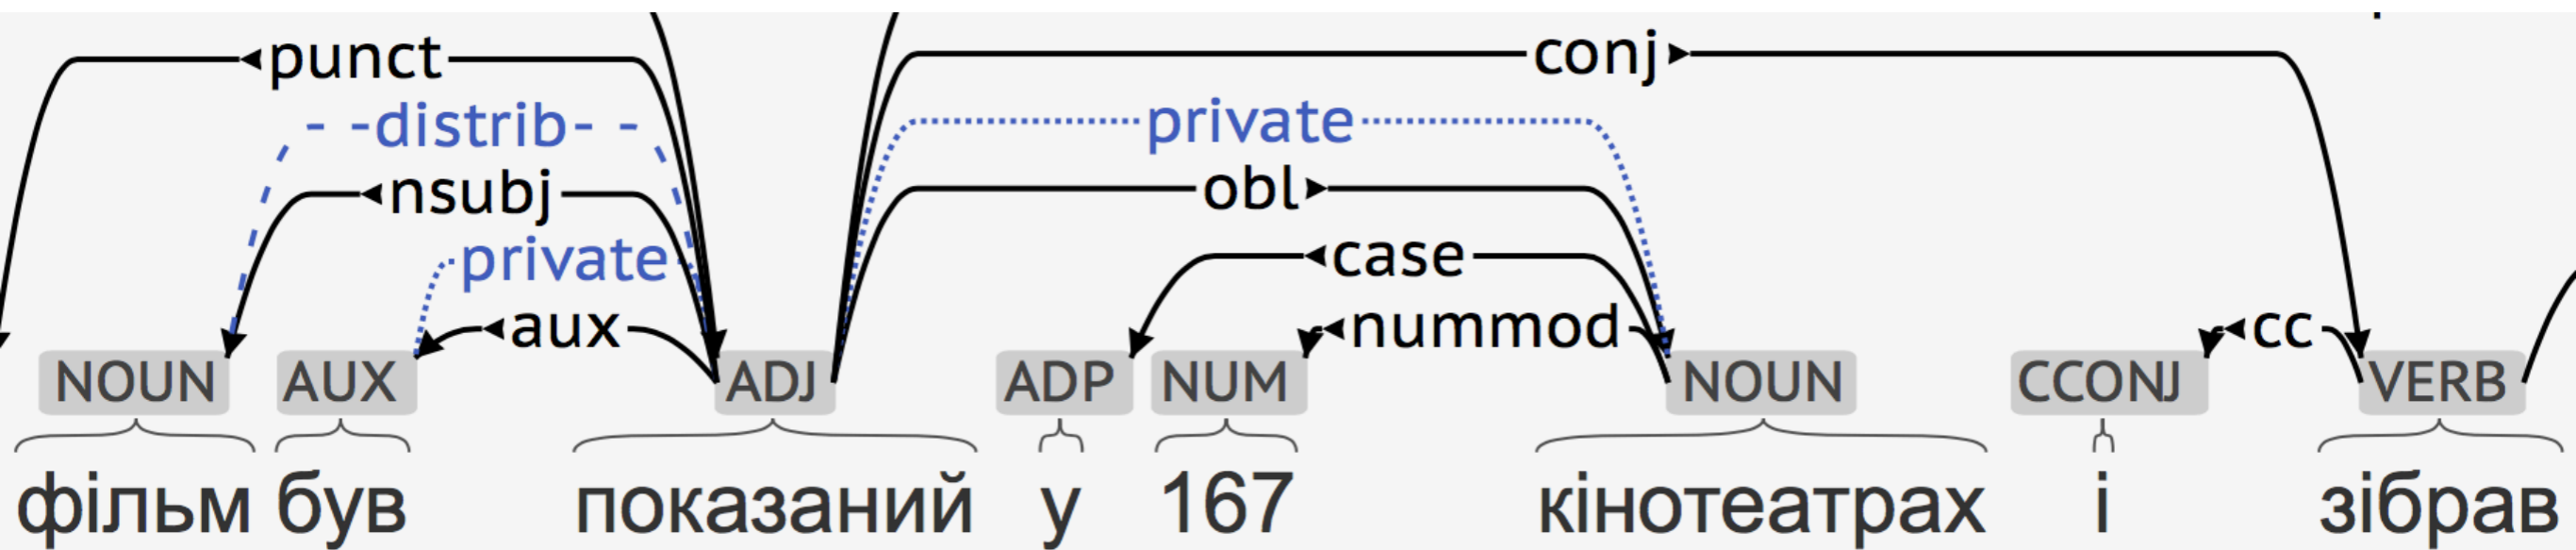 punct conj
distrib private
nsubj obl
private case
aux nummod cc
NOUN AUX ADJ ADP NUM NOUN CCONJ VERB
фільм був показаний у 167 кінотеатрах і зібрав